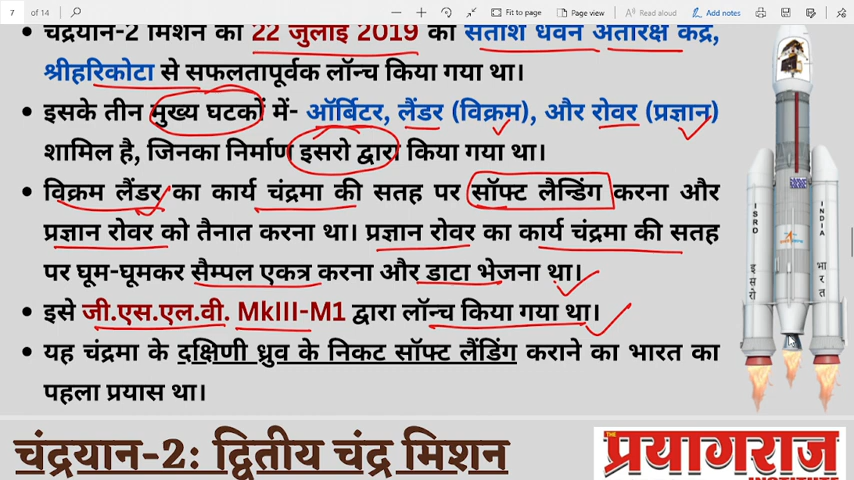 7 of 14 Fit to page Page view Read aloud Add notes
चंद्रयान-2 मिशन को 22 जुलाई 2019 को सतीश धवन अंतरिक्ष केंद्र,
श्रीहरिकोटा से सफलतापूर्वक लॉन्च किया गया था।
इसके तीन मुख्य घटकों में- ऑर्बिटर, लैंडर (विक्रम), और रोवर (प्रज्ञान)
शामिल है, जिनका निर्माण इसरो द्वारा किया गया था।
विक्रम लैंडर का कार्य चंद्रमा की सतह पर सॉफ्ट लैन्डिंग करना और
प्रज्ञान रोवर को तैनात करना था। प्रज्ञान रोवर का कार्य चंद्रमा की सतह
पर घूम-घूमकर सैम्पल एकत्र करना और डाटा भेजना था।
इसे जी.एस.एल.वी. MkIII-M1 द्वारा लॉन्च किया गया था।
यह चंद्रमा के दक्षिणी ध्रुव के निकट सॉफ्ट लैंडिंग कराने का भारत का
पहला प्रयास था।
ISRO
इसरो
INDIA
भारत
चंद्रयान-2: द्वितीय चंद्र मिशन
THE
प्रयागराज
INSTITUTE